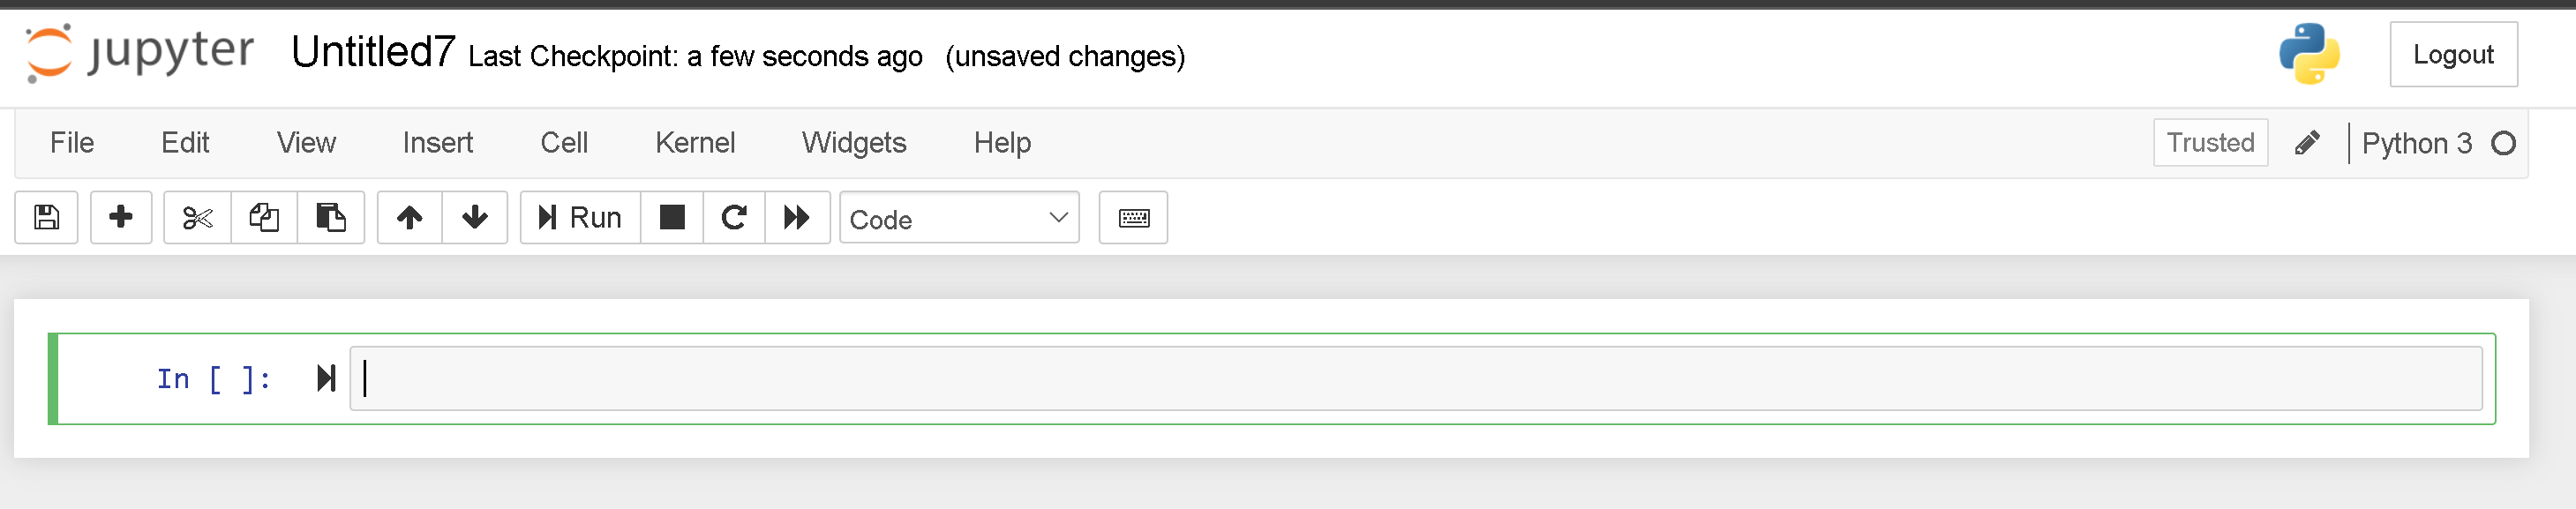 jupyter Untitled7 Last Checkpoint: a few seconds ago (unsaved changes) Logout
File Edit View Insert Cell Kernel Widgets Help Trusted Python 3
Run Code
In [ ]: